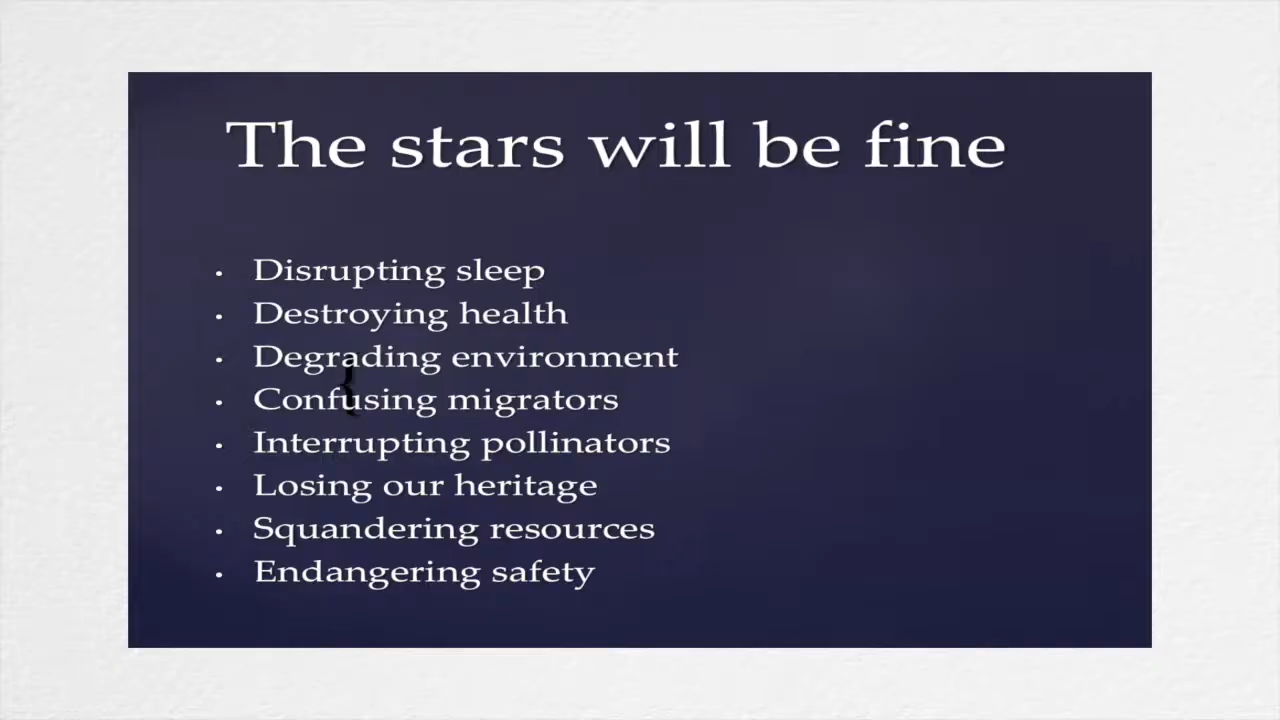 The stars will be fine
• Disrupting sleep
• Destroying health
• Degrading environment
{
• Confusing migrators
• Interrupting pollinators
• Losing our heritage
• Squandering resources
• Endangering safety